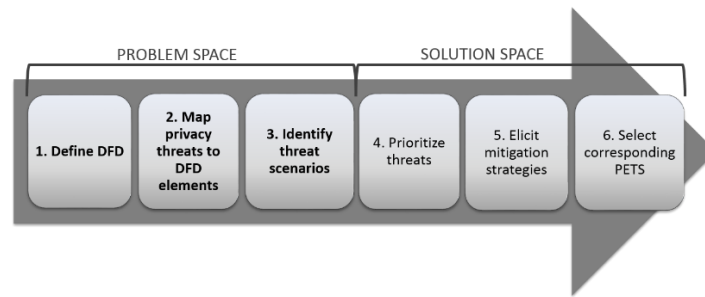 PROBLEM SPACE
SOLUTION SPACE
1. Define DFD
2. Map
privacy
threats to
DFD
elements
3. Identify
threat
scenarios
4. Prioritize
threats
5. Elicit
mitigation
strategies
6. Select
corresponding
PETS